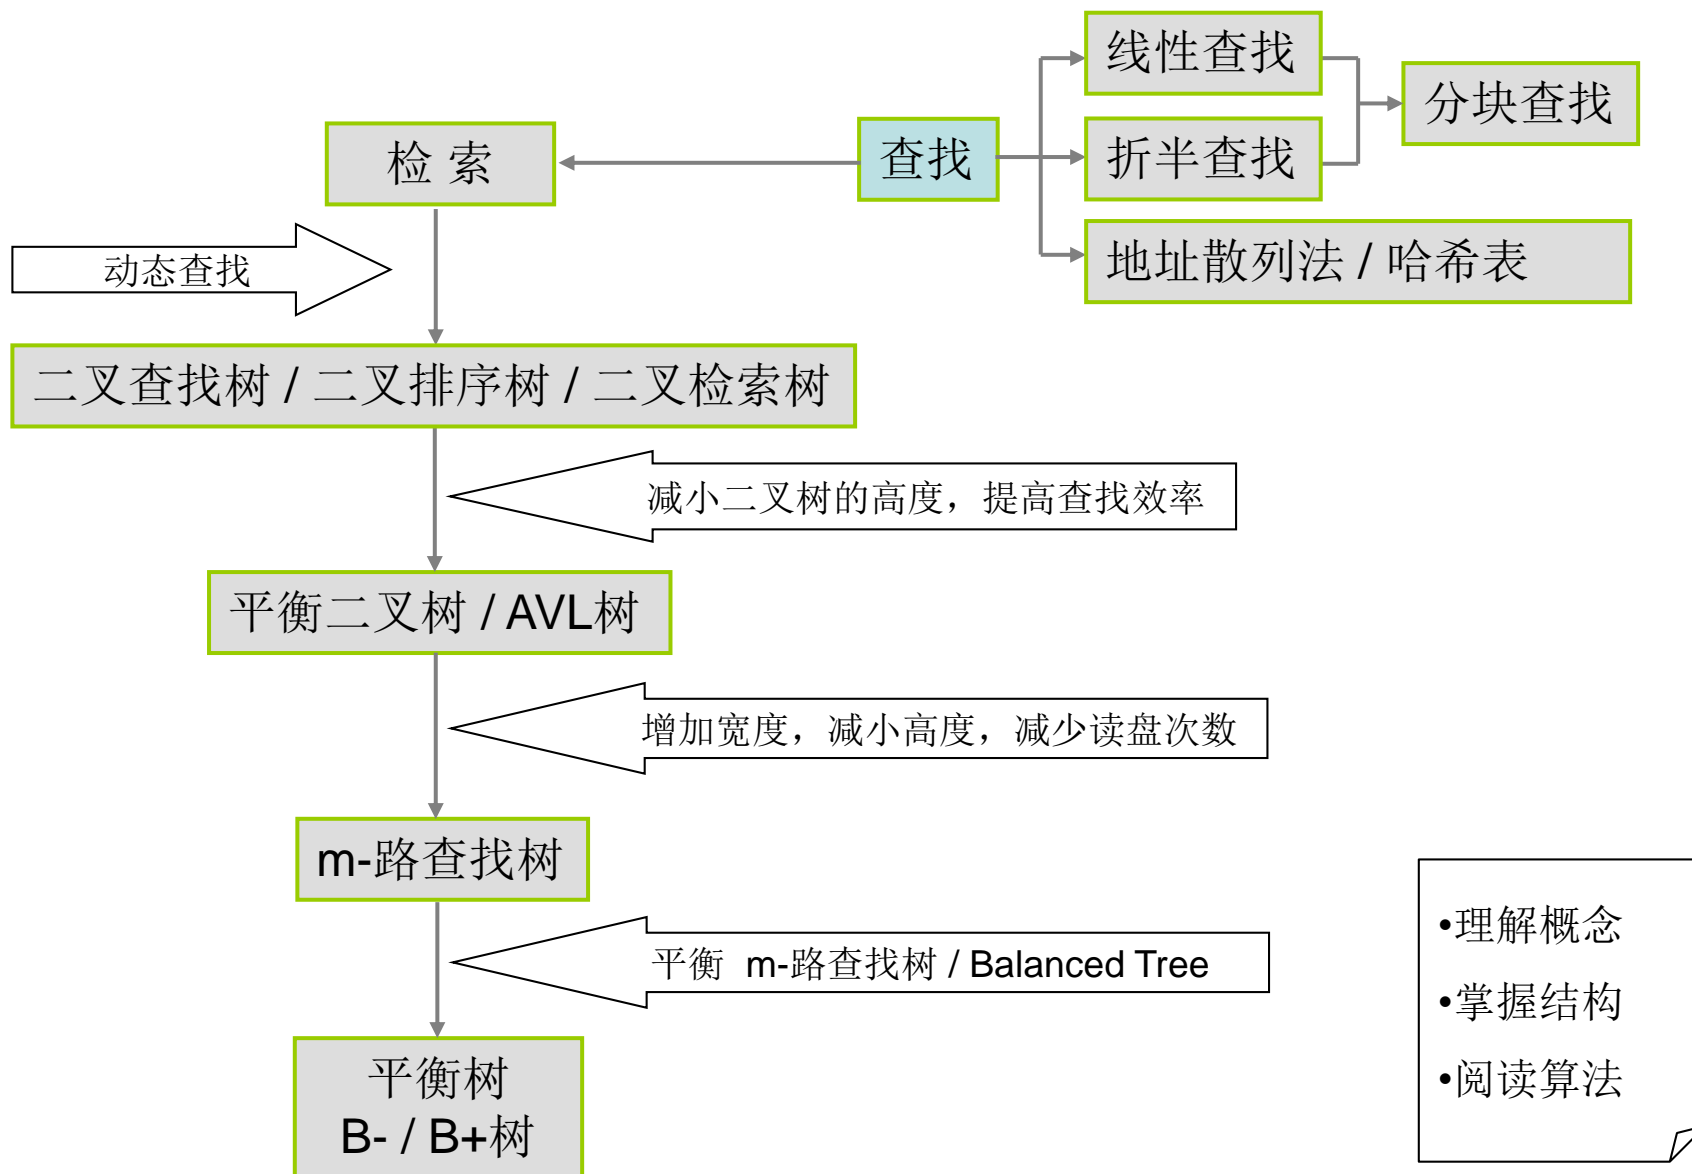 线性查找
分块查找
检 索
查找
折半查找
地址散列法 / 哈希表
动态查找
二叉查找树 / 二叉排序树 / 二叉检索树
减小二叉树的高度，提高查找效率
平衡二叉树 / AVL树
增加宽度，减小高度，减少读盘次数
m-路查找树
平衡 m-路查找树 / Balanced Tree
平衡树
B- / B+树
•理解概念
•掌握结构
•阅读算法